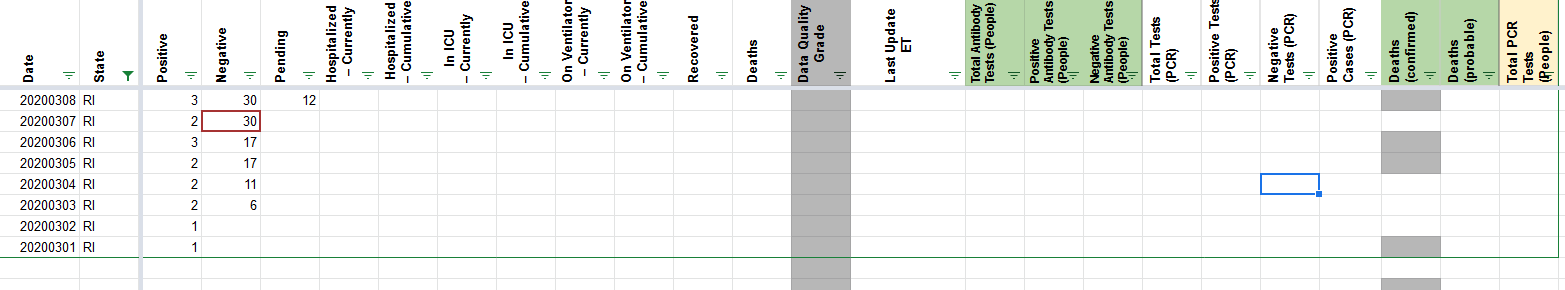 Date State Positive Negative Pending Hospitalized – Currently Hospitalized – Cumulative In ICU – Currently In ICU – Cumulative On Ventilator – Currently On Ventilator – Cumulative Recovered Deaths Data Quality Grade Last Update ET Total Antibody Tests (People) Positive Antibody Tests (People) Negative Antibody Tests (People) Total Tests (PCR) Positive Tests (PCR) Negative Tests (PCR) Positive Cases (PCR) Deaths (confirmed) Deaths (probable) Total PCR Tests (People)
20200308 RI 3 30 12
20200307 RI 2 30
20200306 RI 3 17
20200305 RI 2 17
20200304 RI 2 11
20200303 RI 2 6
20200302 RI 1
20200301 RI 1